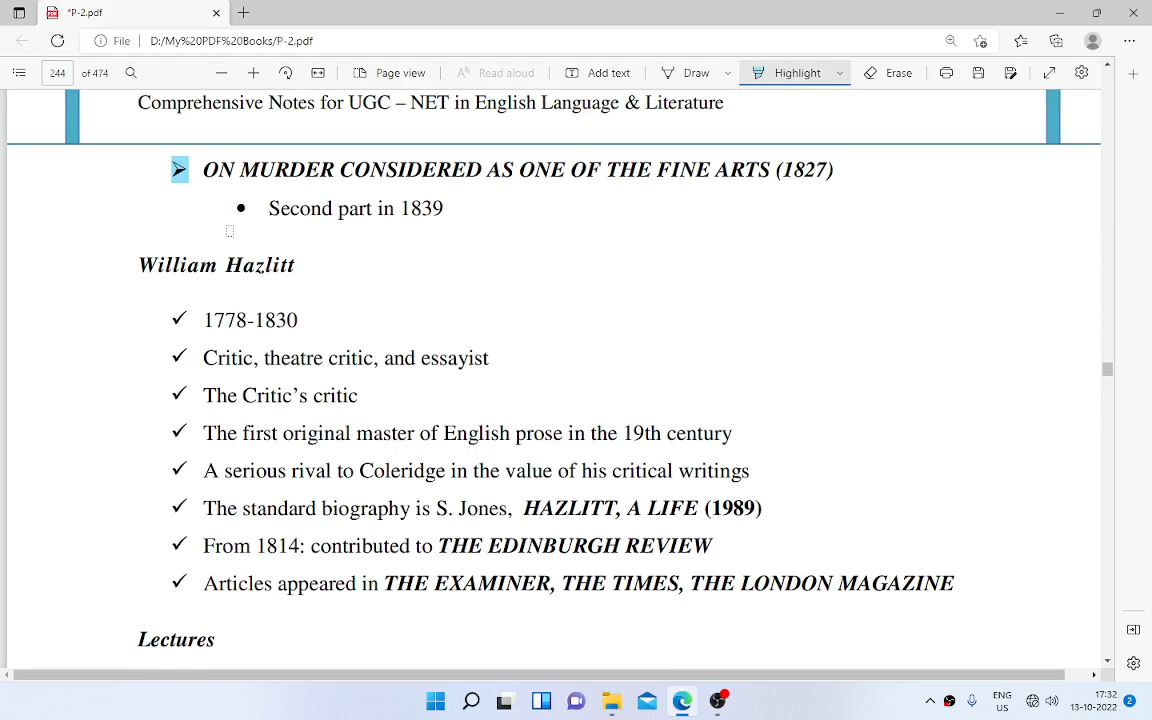 *P-2.pdf
File
D:/My%20PDF%20Books/P-2.pdf
244 of 474
Page view
Read aloud
Add text
Draw
Highlight
Erase
Comprehensive Notes for UGC – NET in English Language & Literature
➢ ON MURDER CONSIDERED AS ONE OF THE FINE ARTS (1827)
• Second part in 1839
William Hazlitt
✓ 1778-1830
✓ Critic, theatre critic, and essayist
✓ The Critic’s critic
✓ The first original master of English prose in the 19th century
✓ A serious rival to Coleridge in the value of his critical writings
✓ The standard biography is S. Jones, HAZLITT, A LIFE (1989)
✓ From 1814: contributed to THE EDINBURGH REVIEW
✓ Articles appeared in THE EXAMINER, THE TIMES, THE LONDON MAGAZINE
Lectures
ENG
US
17:32
13-10-2022
2